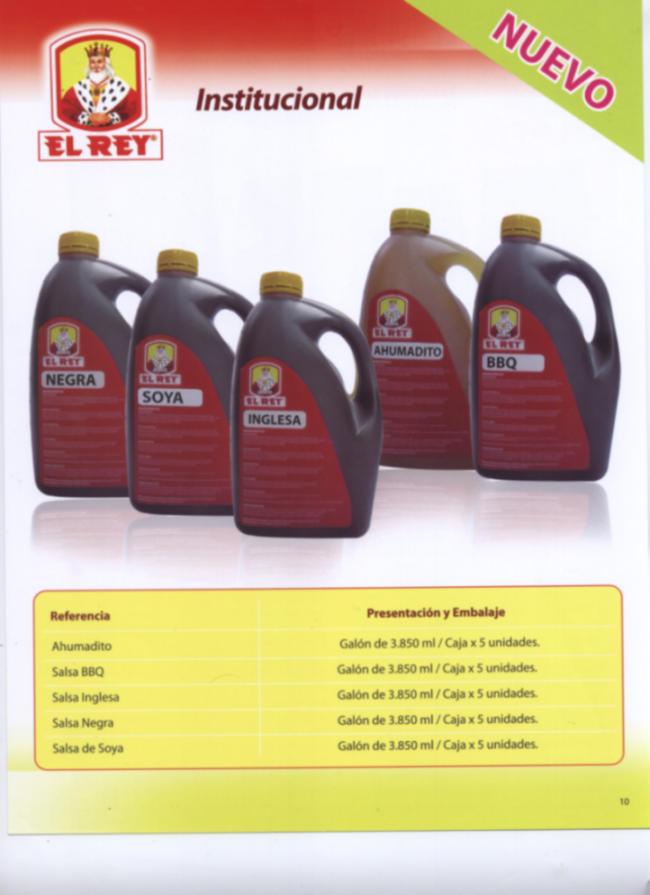 NUEVO
Institucional
EL REY
EL REY
NEGRA
EL REY
SOYA
EL REY
INGLESA
EL REY
AHUMADITO
EL REY
BBQ
Referencia Presentación y Embalaje
Ahumadito Galón de 3.850 ml / Caja x 5 unidades.
Salsa BBQ Galón de 3.850 ml / Caja x 5 unidades.
Salsa Inglesa Galón de 3.850 ml / Caja x 5 unidades.
Salsa Negra Galón de 3.850 ml / Caja x 5 unidades.
Salsa de Soya Galón de 3.850 ml / Caja x 5 unidades.
10